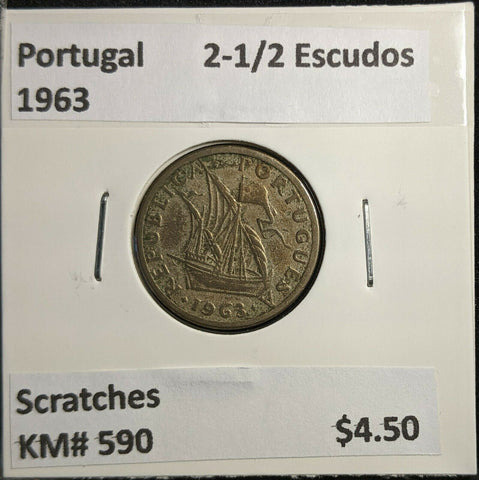 Portugal 2-1/2 Escudos
1963
REPUBLICA PORTUGUESA
·1963·
Scratches
KM# 590 $4.50